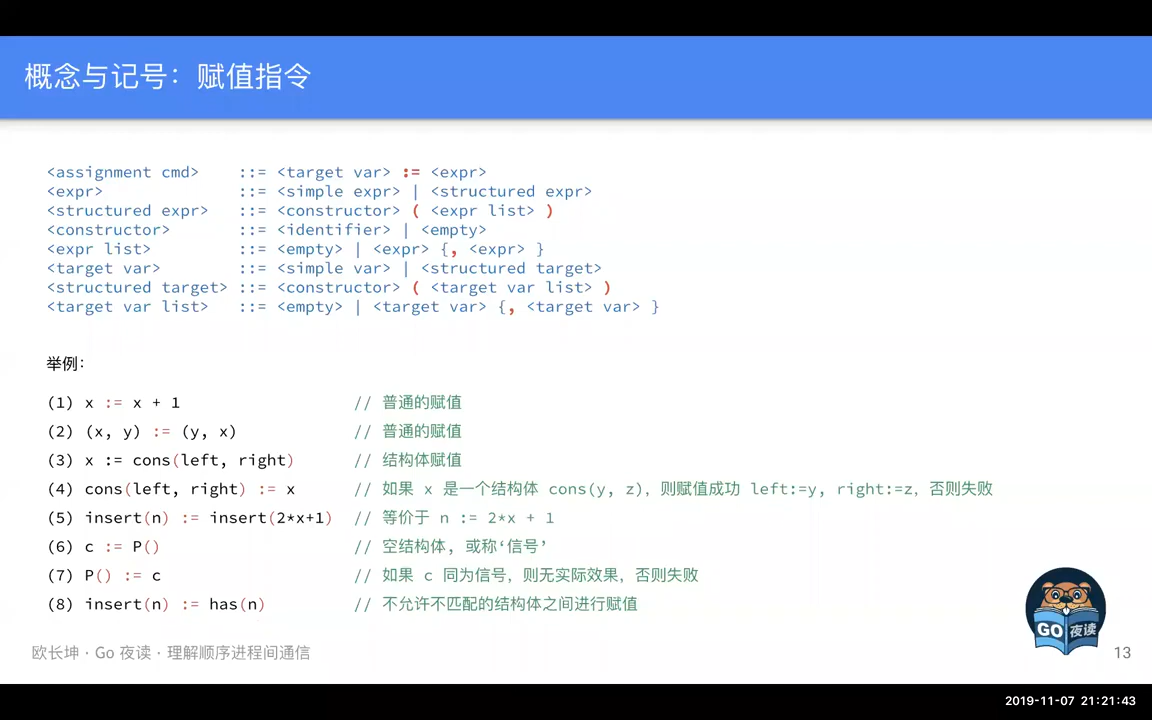 概念与记号：赋值指令
<assignment cmd> ::= <target var> := <expr>
<expr> ::= <simple expr> | <structured expr>
<structured expr> ::= <constructor> ( <expr list> )
<constructor> ::= <identifier> | <empty>
<expr list> ::= <empty> | <expr> {, <expr> }
<target var> ::= <simple var> | <structured target>
<structured target> ::= <constructor> ( <target var list> )
<target var list> ::= <empty> | <target var> {, <target var> }
举例：
(1) x := x + 1 // 普通的赋值
(2) (x, y) := (y, x) // 普通的赋值
(3) x := cons(left, right) // 结构体赋值
(4) cons(left, right) := x // 如果 x 是一个结构体 cons(y, z)，则赋值成功 left:=y, right:=z，否则失败
(5) insert(n) := insert(2*x+1) // 等价于 n := 2*x + 1
(6) c := P() // 空结构体, 或称‘信号’
(7) P() := c // 如果 c 同为信号，则无实际效果，否则失败
(8) insert(n) := has(n) // 不允许不匹配的结构体之间进行赋值
GO 夜读
欧长坤 · Go 夜读 · 理解顺序进程间通信
13
2019-11-07 21:21:43